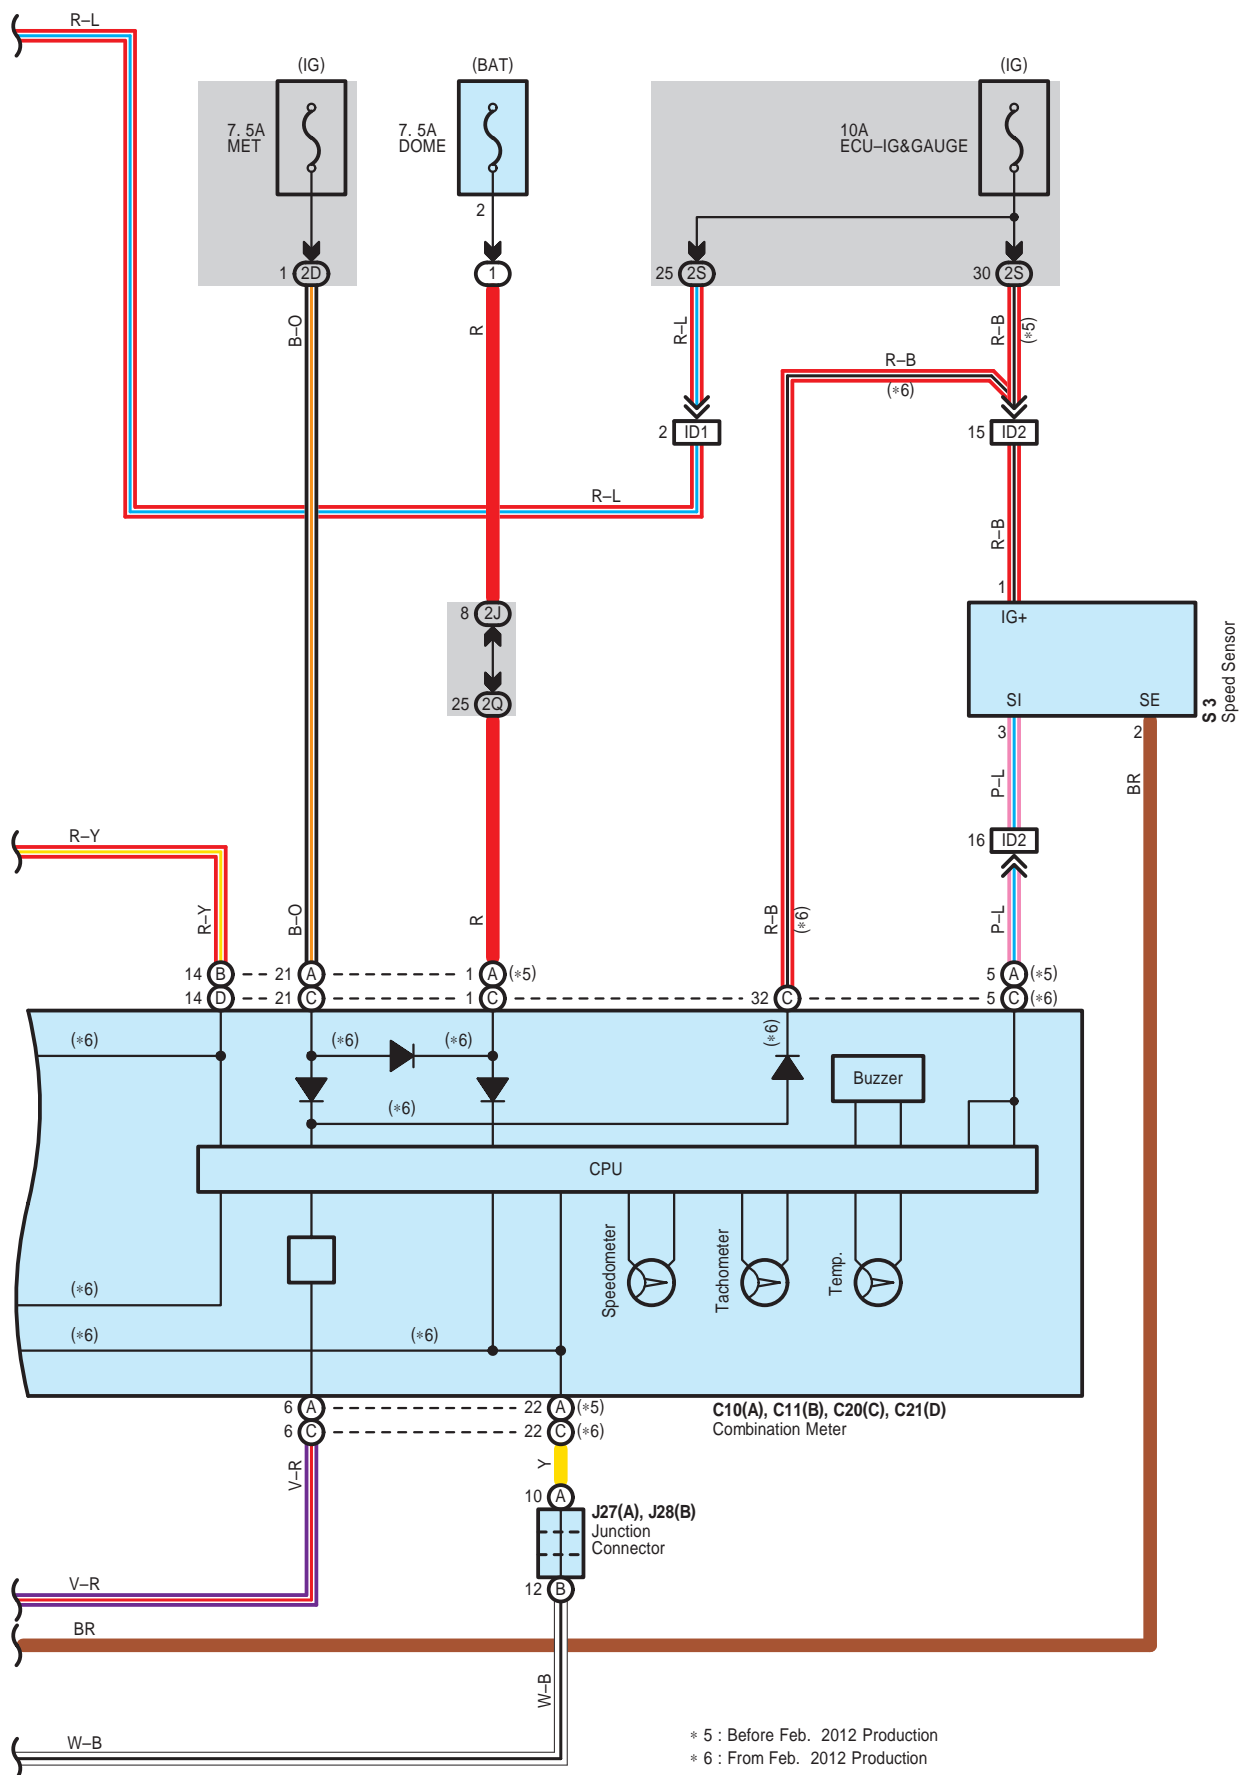 R–L
(IG)
(BAT)
(IG)
7. 5A
MET
7. 5A
DOME
10A
ECU–IG&GAUGE
2
1 2D
1
25 2S
30 2S
B–O
R
R–L
R–B
(*5)
R–B
(*6)
2 ID1
15 ID2
R–L
R–B
1
8 2J
25 2Q
IG+
SI
SE
S 3
Speed Sensor
3
2
P–L
BR
R–Y
16 ID2
R–Y
B–O
R
R–B
(*6)
P–L
14 B 21 A 1 A (*5) 5 A (*5)
14 D 21 C 1 C 32 C 5 C (*6)
(*6)
(*6)
(*6)
(*6)
(*6)
Buzzer
CPU
Speedometer
Tachometer
Temp.
(*6)
(*6)
(*6)
6 A 22 A (*5)
6 C 22 C (*6)
C10(A), C11(B), C20(C), C21(D)
Combination Meter
V–R
Y
10 A
J27(A), J28(B)
Junction
Connector
12 B
V–R
BR
W–B
W–B
* 5 : Before Feb. 2012 Production
* 6 : From Feb. 2012 Production